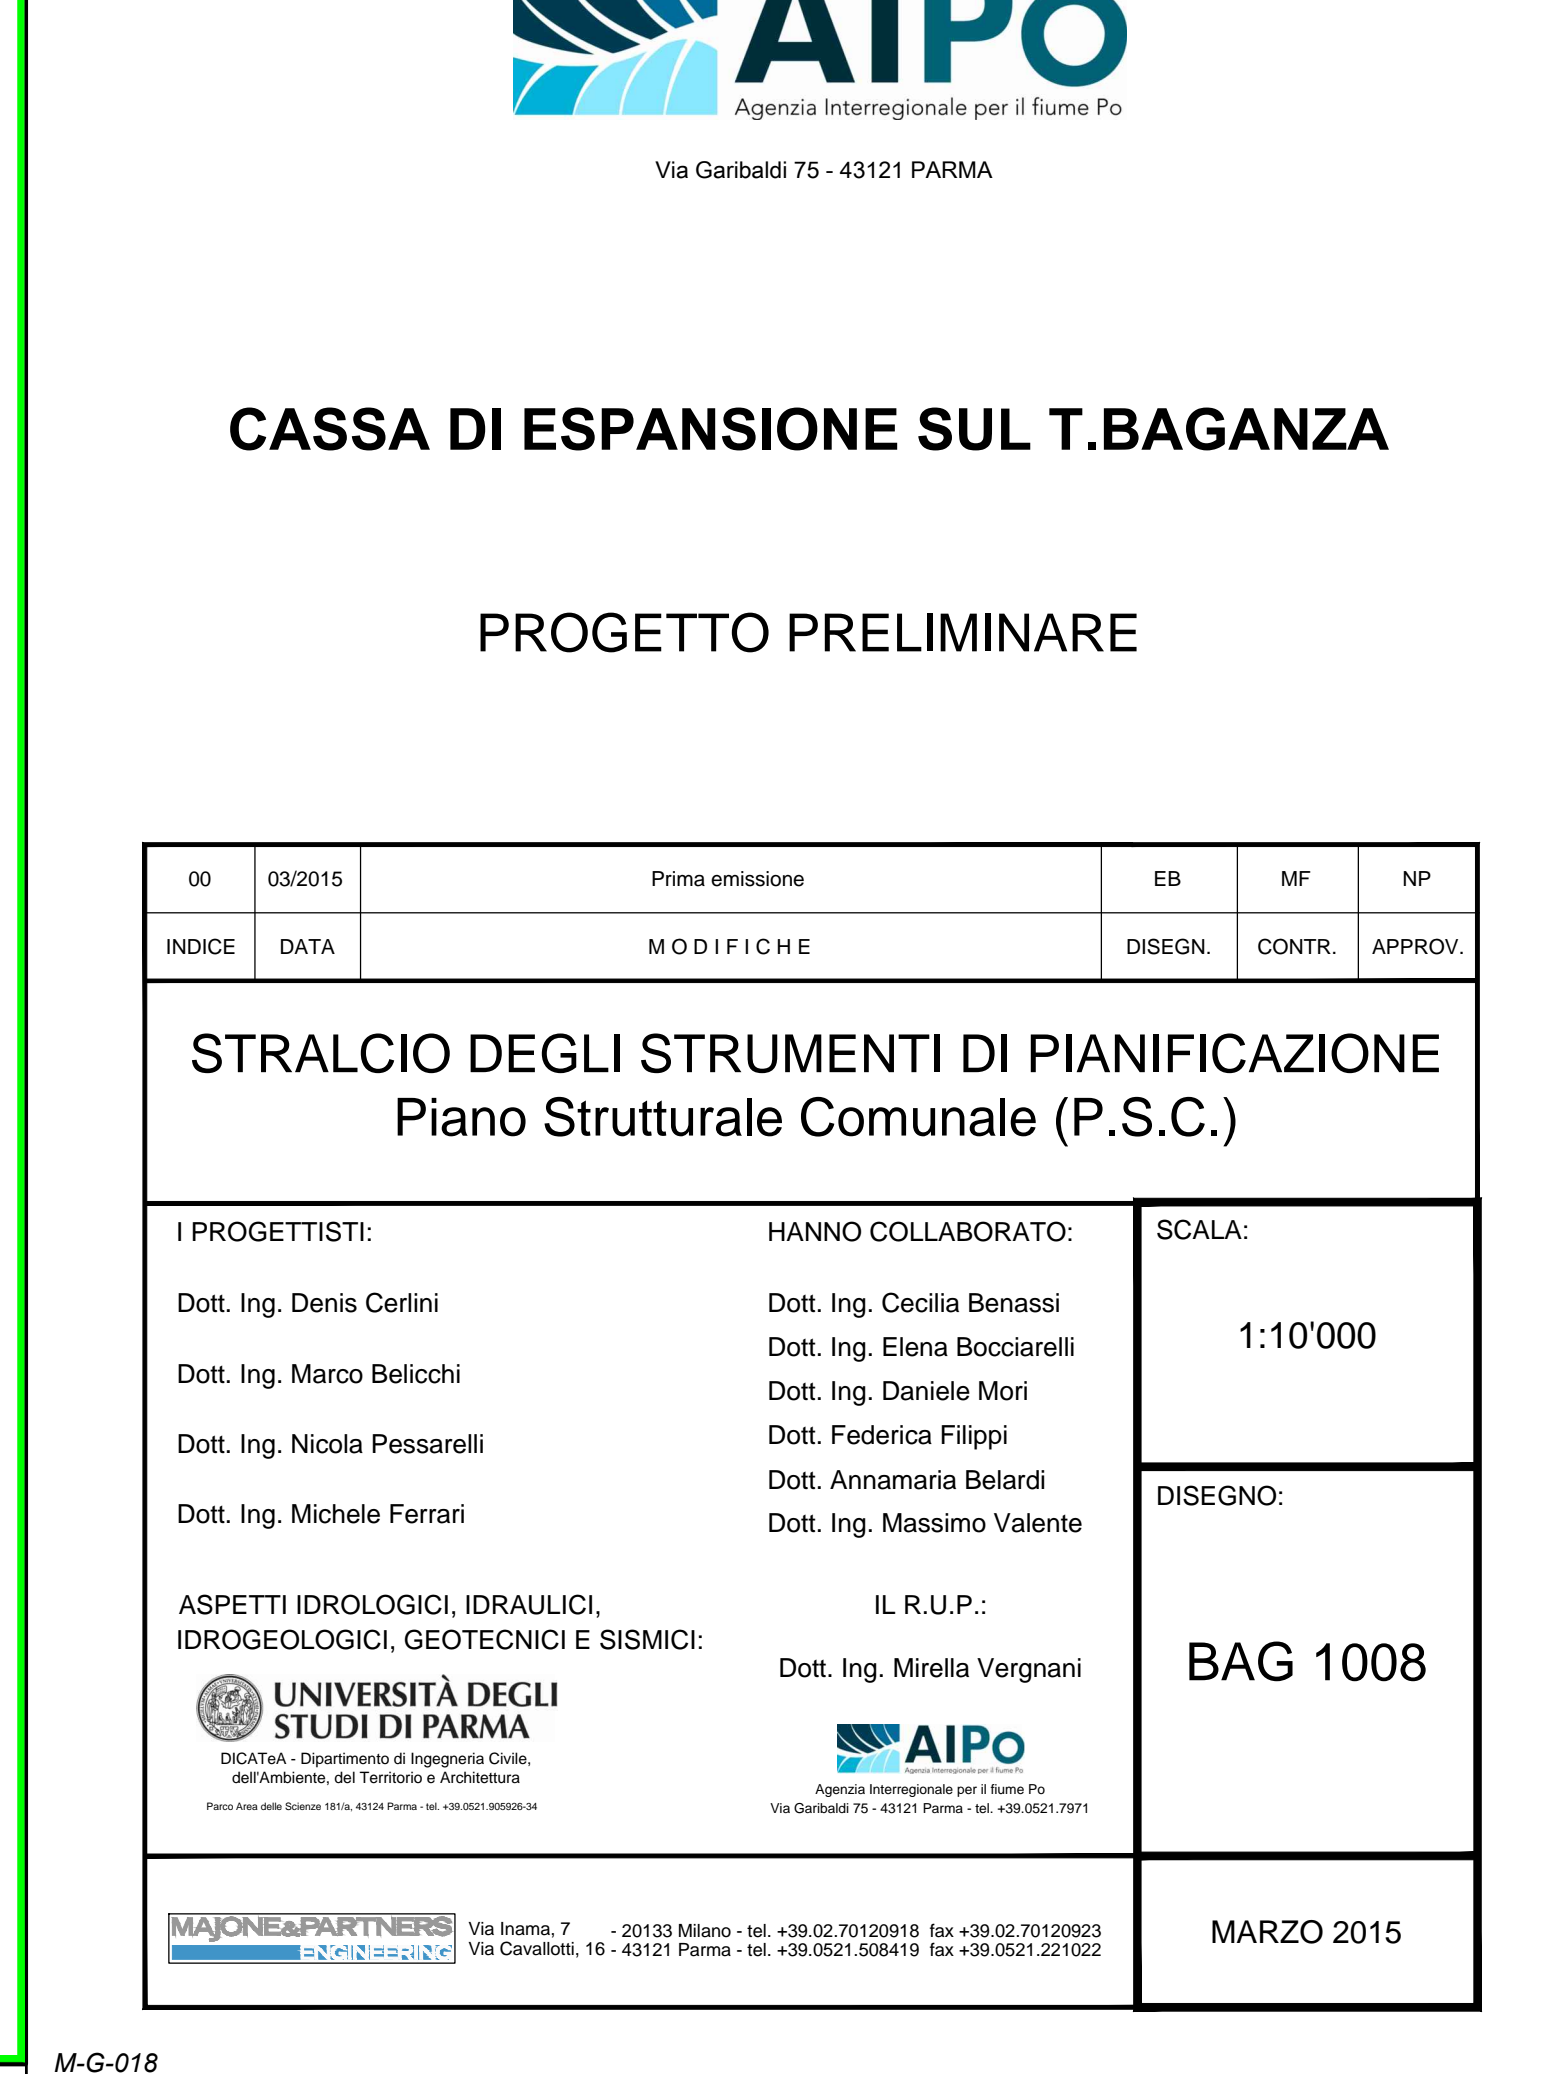 AIPo
Agenzia Interregionale per il fiume Po
Via Garibaldi 75 - 43121 PARMA
CASSA DI ESPANSIONE SUL T.BAGANZA
PROGETTO PRELIMINARE
00 03/2015 Prima emissione EB MF NP
INDICE DATA MODIFICHE DISEGN. CONTR. APPROV.
STRALCIO DEGLI STRUMENTI DI PIANIFICAZIONE
Piano Strutturale Comunale (P.S.C.)
I PROGETTISTI:
Dott. Ing. Denis Cerlini
Dott. Ing. Marco Belicchi
Dott. Ing. Nicola Pessarelli
Dott. Ing. Michele Ferrari
HANNO COLLABORATO:
Dott. Ing. Cecilia Benassi
Dott. Ing. Elena Bocciarelli
Dott. Ing. Daniele Mori
Dott. Federica Filippi
Dott. Annamaria Belardi
Dott. Ing. Massimo Valente
SCALA:
1:10'000
ASPETTI IDROLOGICI, IDRAULICI,
IDROGEOLOGICI, GEOTECNICI E SISMICI:
UNIVERSITÀ DEGLI
STUDI DI PARMA
DICATeA - Dipartimento di Ingegneria Civile,
dell'Ambiente, del Territorio e Architettura
Parco Area delle Scienze 181/a, 43124 Parma - tel. +39.0521.905926-34
IL R.U.P.:
Dott. Ing. Mirella Vergnani
AIPo
Agenzia Interregionale per il fiume Po
Agenzia Interregionale per il fiume Po
Via Garibaldi 75 - 43121 Parma - tel. +39.0521.7971
DISEGNO:
BAG 1008
MAJONE&PARTNERS
ENGINEERING
Via Inama, 7 - 20133 Milano - tel. +39.02.70120918 fax +39.02.70120923
Via Cavallotti, 16 - 43121 Parma - tel. +39.0521.508419 fax +39.0521.221022
MARZO 2015
M-G-018